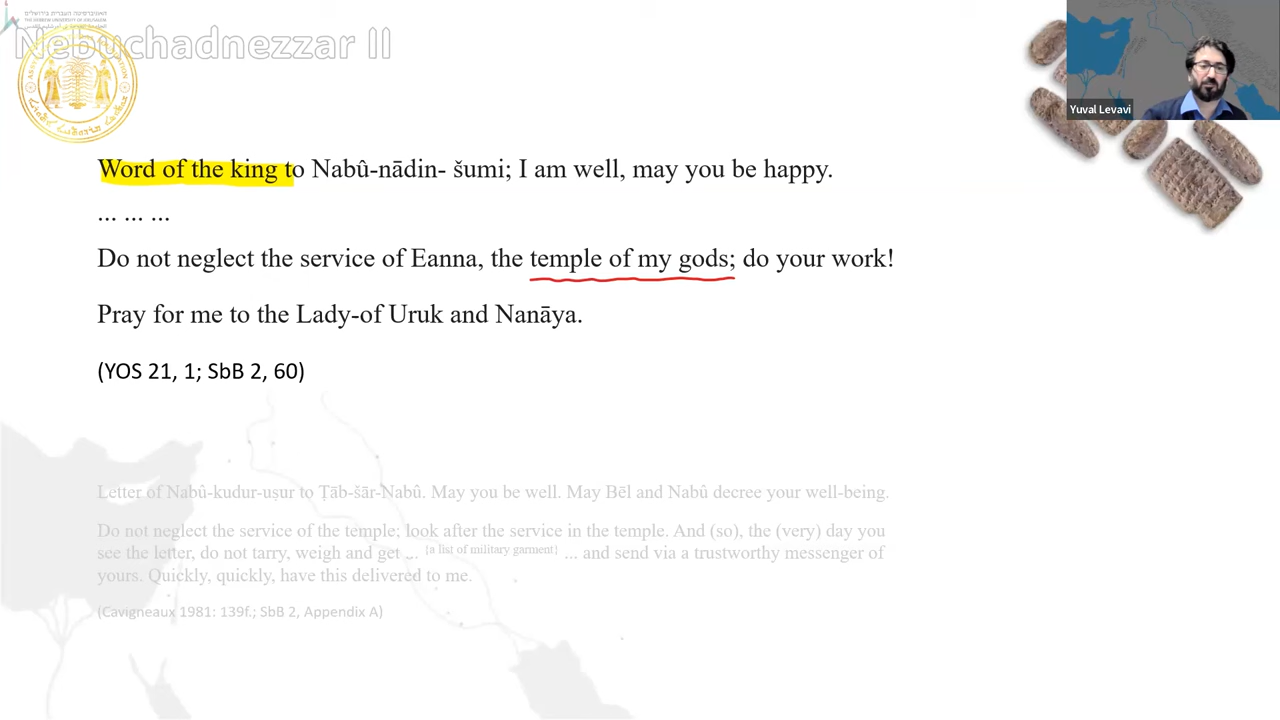 Nebuchadnezzar II
Yuval Levavi
Word of the king to Nabû-nādin- šumi; I am well, may you be happy.
... ... ...
Do not neglect the service of Eanna, the temple of my gods; do your work!
Pray for me to the Lady-of Uruk and Nanāya.
(YOS 21, 1; SbB 2, 60)
Letter of Nabû-kudur-uṣur to Ṭāb-šār-Nabû. May you be well. May Bēl and Nabû decree your well-being.
Do not neglect the service of the temple; look after the service in the temple. And (so), the (very) day you
see the letter, do not tarry, weigh and get ... {a list of military garment} ... and send via a trustworthy messenger of
yours. Quickly, quickly, have this delivered to me.
(Cavigneaux 1981: 139f.; SbB 2, Appendix A)